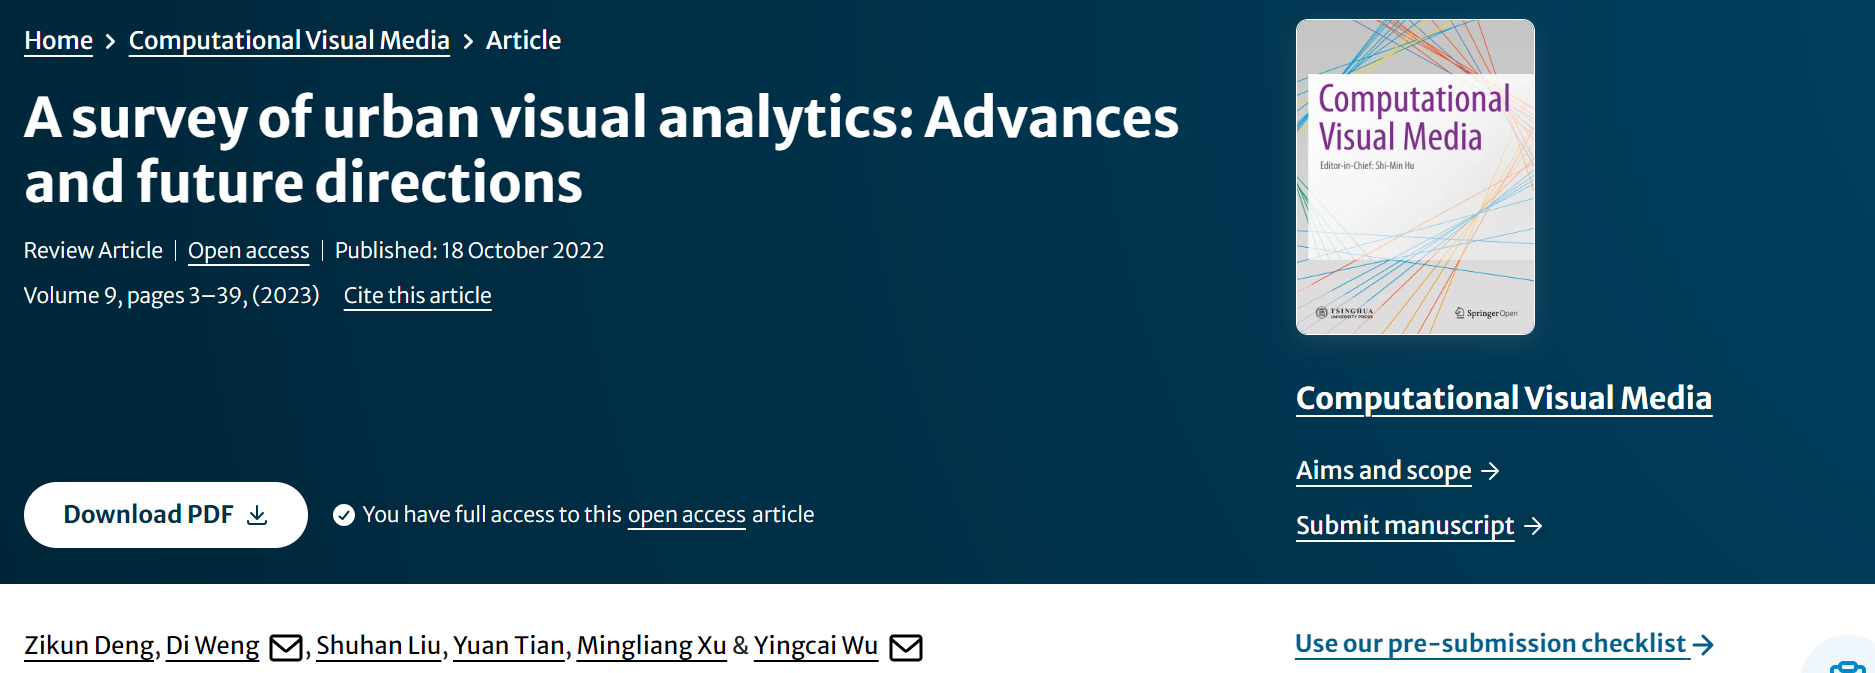 Home > Computational Visual Media > Article
A survey of urban visual analytics: Advances
and future directions
Review Article | Open access | Published: 18 October 2022
Volume 9, pages 3–39, (2023) Cite this article
Download PDF
You have full access to this open access article
Computational
Visual Media
Editor-in-Chief: Shi-Min Hu
TSINGHUA
UNIVERSITY PRESS
SpringerOpen
Computational Visual Media
Aims and scope →
Submit manuscript →
Zikun Deng, Di Weng, Shuhan Liu, Yuan Tian, Mingliang Xu & Yingcai Wu
Use our pre-submission checklist →